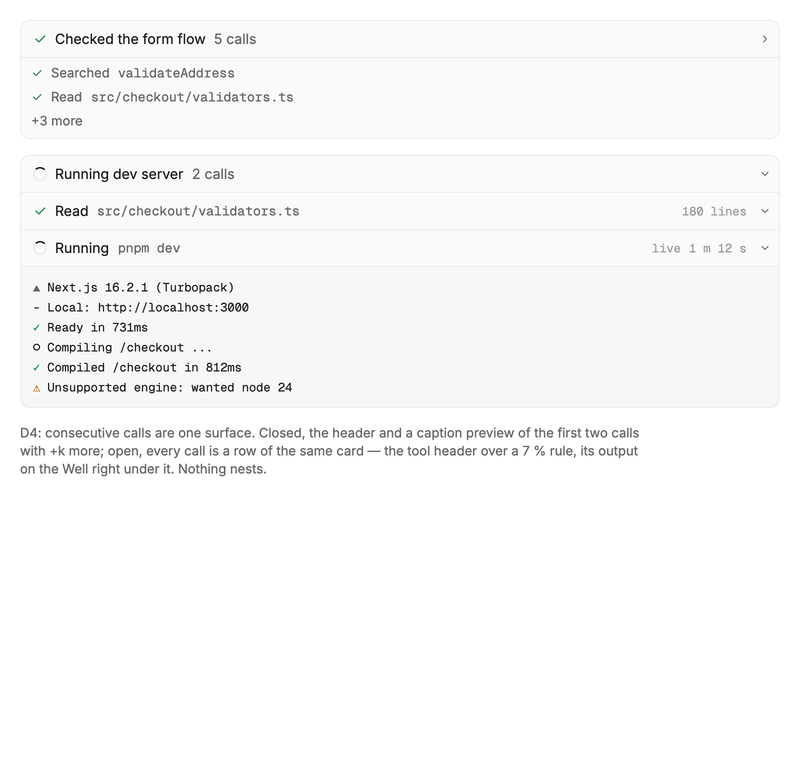 ✓ Checked the form flow 5 calls
✓ Searched validateAddress
✓ Read src/checkout/validators.ts
+3 more
Running dev server 2 calls
✓ Read src/checkout/validators.ts 180 lines
Running pnpm dev live 1 m 12 s
▲ Next.js 16.2.1 (Turbopack)
- Local: http://localhost:3000
✓ Ready in 731ms
○ Compiling /checkout ...
✓ Compiled /checkout in 812ms
⚠ Unsupported engine: wanted node 24
D4: consecutive calls are one surface. Closed, the header and a caption preview of the first two calls
with +k more; open, every call is a row of the same card — the tool header over a 7 % rule, its output
on the Well right under it. Nothing nests.